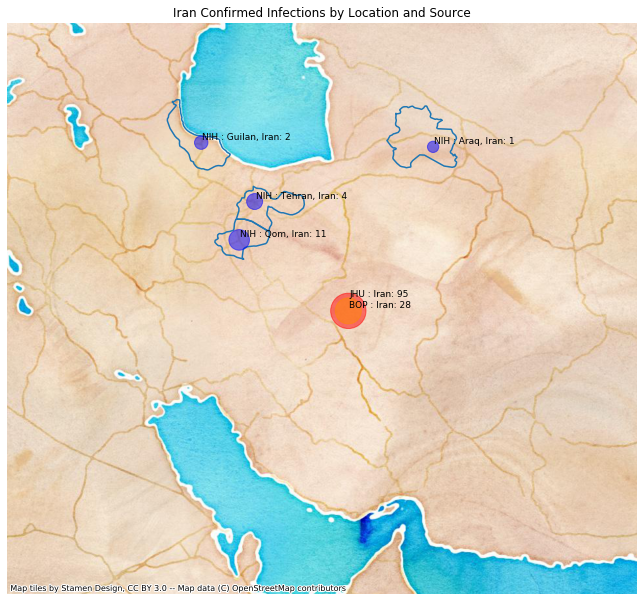 Iran Confirmed Infections by Location and Source
NIH : Guilan, Iran: 2
NIH : Araq, Iran: 1
NIH : Tehran, Iran: 4
NIH : Qom, Iran: 11
JHU : Iran: 95
BOP : Iran: 28
Map tiles by Stamen Design, CC BY 3.0 -- Map data (C) OpenStreetMap contributors